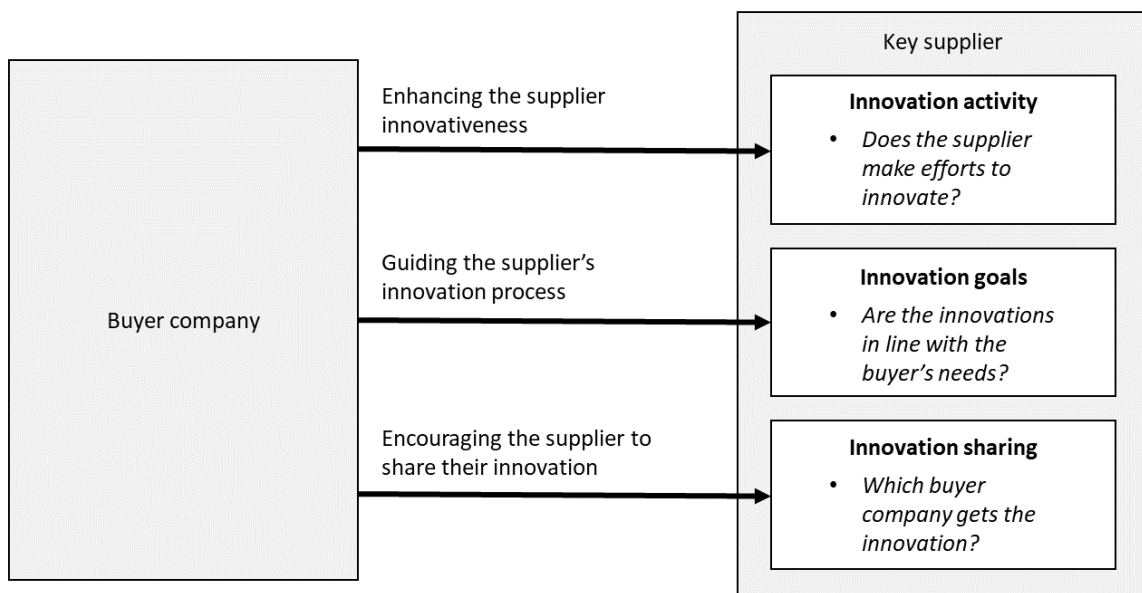 Key supplier
Buyer company
Enhancing the supplier
innovativeness
Innovation activity
• Does the supplier
make efforts to
innovate?
Guiding the supplier’s
innovation process
Innovation goals
• Are the innovations
in line with the
buyer’s needs?
Encouraging the supplier to
share their innovation
Innovation sharing
• Which buyer
company gets the
innovation?